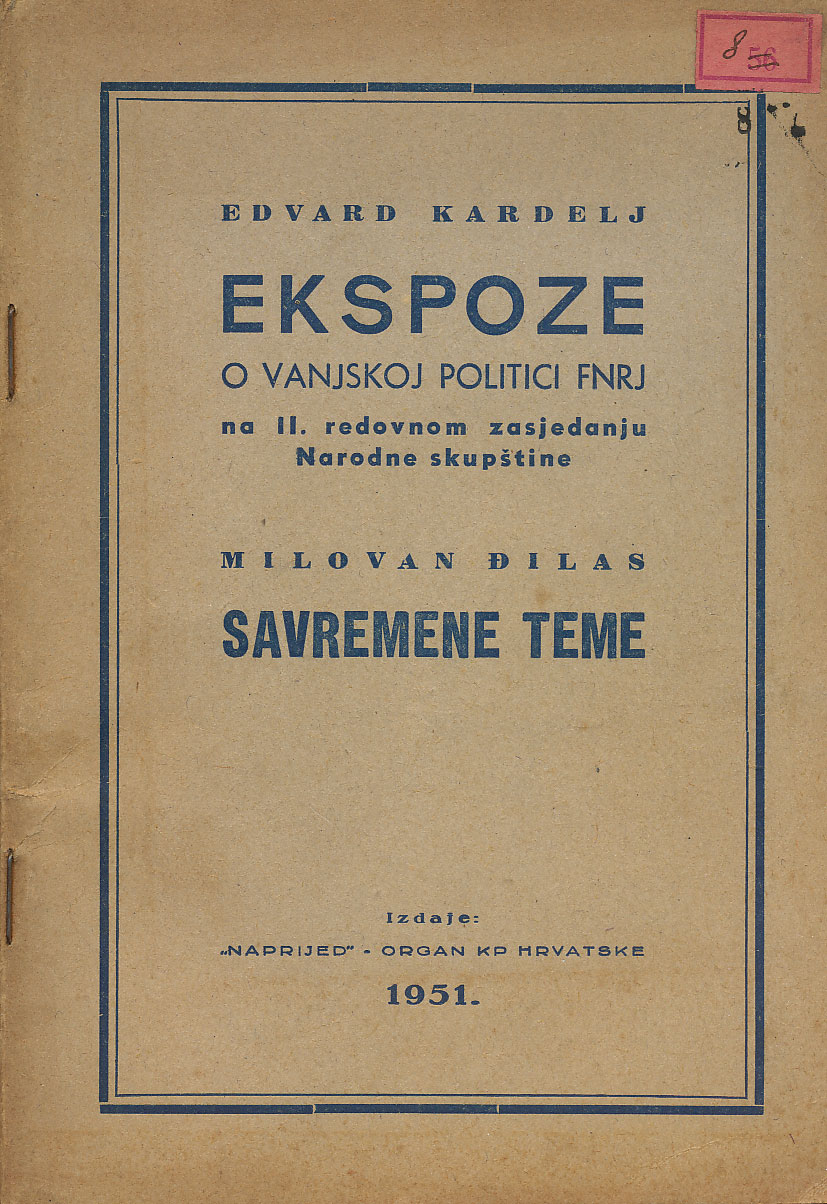 8 56
EDVARD KARDELJ
EKSPOZE
O VANJSKOJ POLITICI FNRJ
na II. redovnom zasjedanju
Narodne skupštine
MILOVAN ĐILAS
SAVREMENE TEME
Izdaje:
„NAPRIJED" - ORGAN KP HRVATSKE
1951.